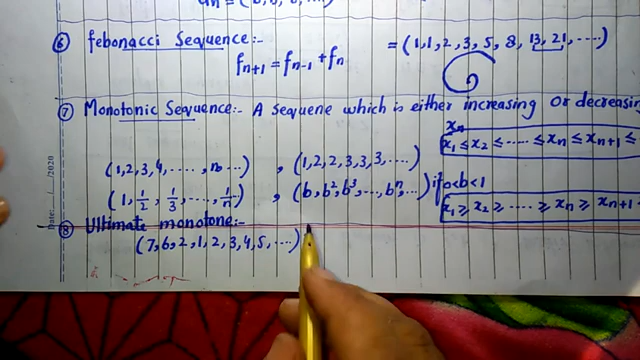 an = (b, b, b, ...)
⑥ febonacci Sequence:- = (1,1,2,3,5,8,13,21,.....)
fn+1 = fn-1 + fn
⑦ Monotonic Sequence:- A sequene which is either increasing or decreasing
xn
x1 ≤ x2 ≤ ..... ≤ xn ≤ xn+1 ≤
(1,2,3,4,....., n...) , (1,2,2,3,3,3,.....)
(1, 1/2, 1/3, ..., 1/n) , (b, b², b³, ..., bⁿ, ...) if 0<b<1
x1 ≥ x2 ≥ .... ≥ xn ≥ xn+1
⑧ Ultimate monotone:-
(7,6,2,1,2,3,4,5,....)
Date: / /2020